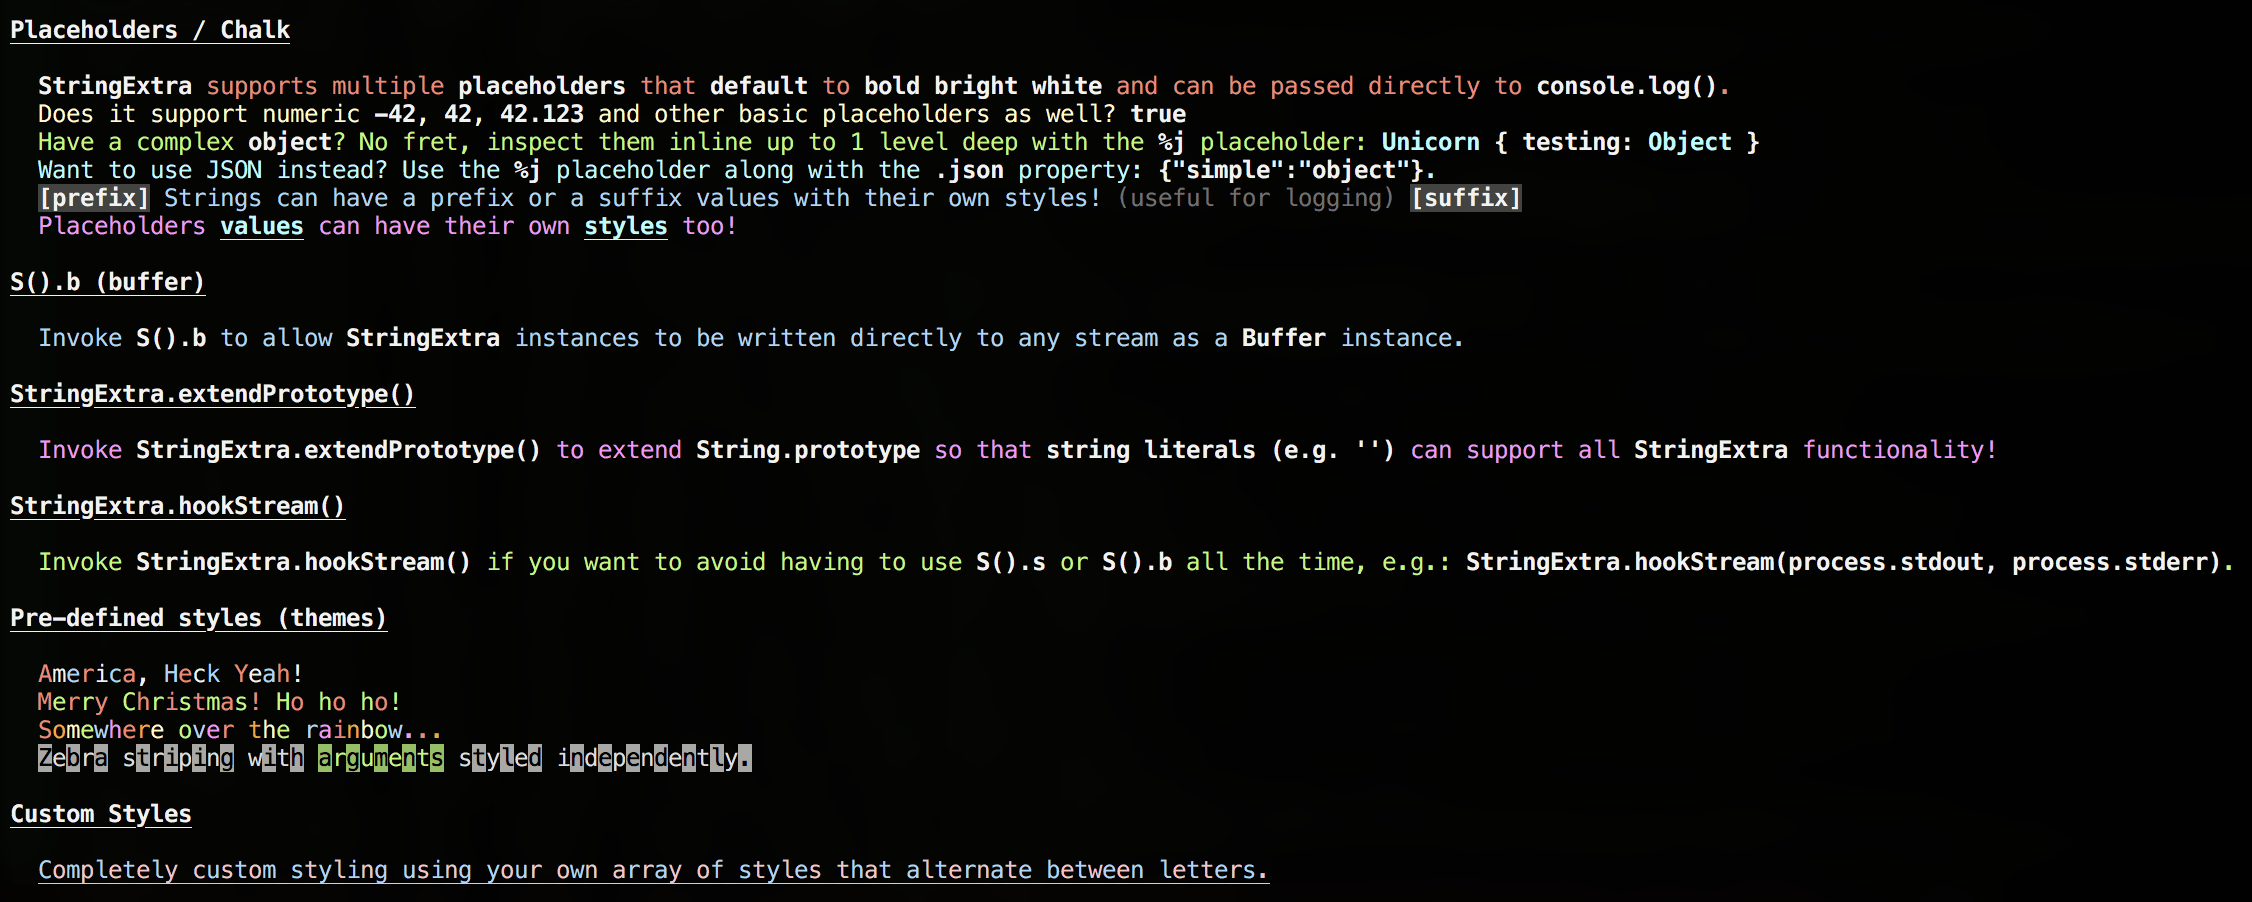 Placeholders / Chalk
StringExtra supports multiple placeholders that default to bold bright white and can be passed directly to console.log().
Does it support numeric -42, 42, 42.123 and other basic placeholders as well? true
Have a complex object? No fret, inspect them inline up to 1 level deep with the %j placeholder: Unicorn { testing: Object }
Want to use JSON instead? Use the %j placeholder along with the .json property: {"simple":"object"}.
[prefix] Strings can have a prefix or a suffix values with their own styles! (useful for logging) [suffix]
Placeholders values can have their own styles too!
S().b (buffer)
Invoke S().b to allow StringExtra instances to be written directly to any stream as a Buffer instance.
StringExtra.extendPrototype()
Invoke StringExtra.extendPrototype() to extend String.prototype so that string literals (e.g. '') can support all StringExtra functionality!
StringExtra.hookStream()
Invoke StringExtra.hookStream() if you want to avoid having to use S().s or S().b all the time, e.g.: StringExtra.hookStream(process.stdout, process.stderr).
Pre-defined styles (themes)
America, Heck Yeah!
Merry Christmas! Ho ho ho!
Somewhere over the rainbow...
Zebra striping with arguments styled independently.
Custom Styles
Completely custom styling using your own array of styles that alternate between letters.